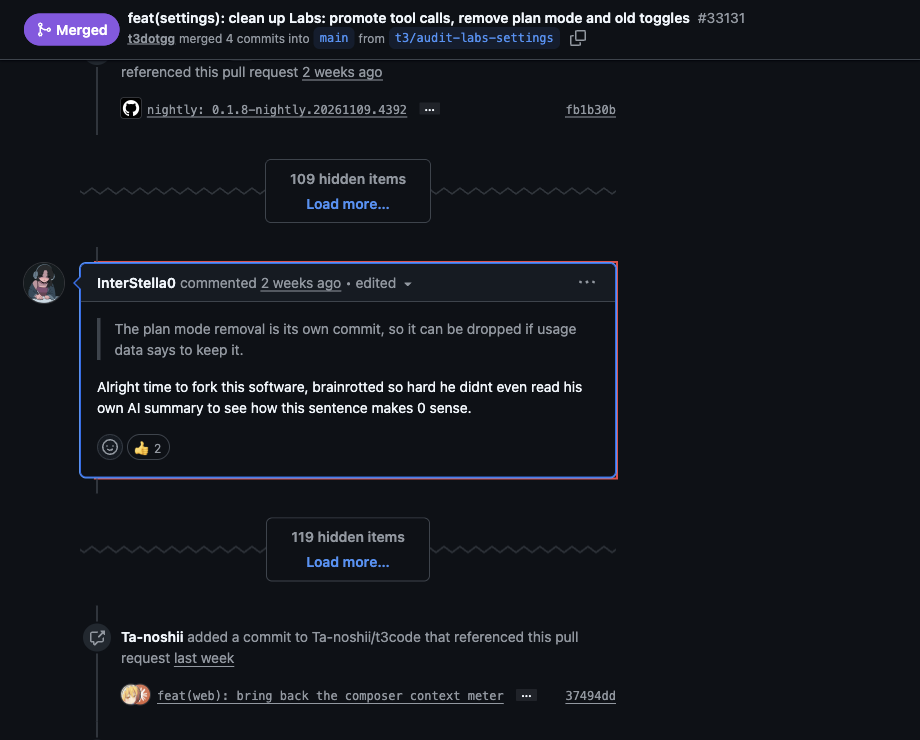 Merged
feat(settings): clean up Labs: promote tool calls, remove plan mode and old toggles #33131
t3dotgg merged 4 commits into main from t3/audit-labs-settings
referenced this pull request 2 weeks ago
nightly: 0.1.8-nightly.20261109.4392 ... fb1b30b
109 hidden items
Load more...
InterStella0 commented 2 weeks ago • edited
The plan mode removal is its own commit, so it can be dropped if usage
data says to keep it.
Alright time to fork this software, brainrotted so hard he didnt even read his
own AI summary to see how this sentence makes 0 sense.
👍 2
119 hidden items
Load more...
Ta-noshii added a commit to Ta-noshii/t3code that referenced this pull
request last week
feat(web): bring back the composer context meter ... 37494dd